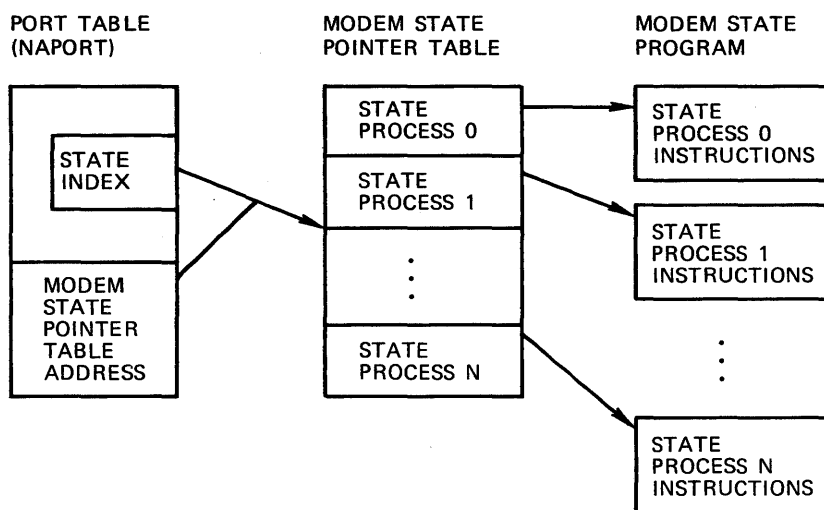 PORT TABLE
(NAPORT)
STATE
INDEX
MODEM
STATE
POINTER
TABLE
ADDRESS
MODEM STATE
POINTER TABLE
STATE
PROCESS 0
STATE
PROCESS 1
STATE
PROCESS N
MODEM STATE
PROGRAM
STATE
PROCESS 0
INSTRUCTIONS
STATE
PROCESS 1
INSTRUCTIONS
STATE
PROCESS N
INSTRUCTIONS